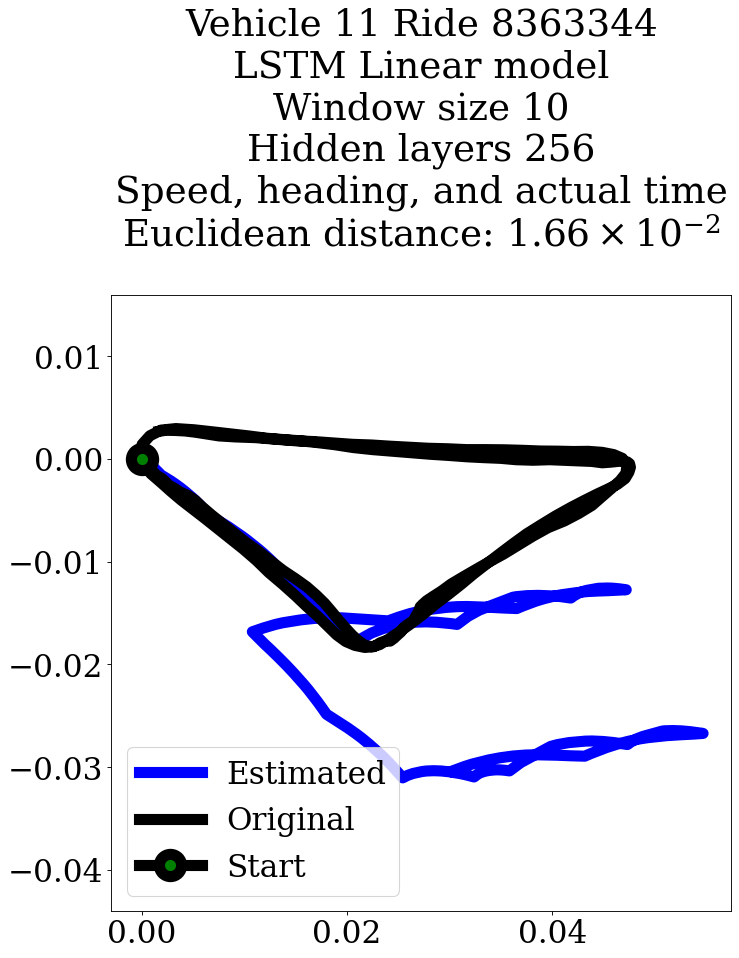 Vehicle 11 Ride 8363344
LSTM Linear model
Window size 10
Hidden layers 256
Speed, heading, and actual time
Euclidean distance: 1.66 × 10⁻²
0.01
0.00
−0.01
−0.02
−0.03
−0.04
Estimated
Original
Start
0.00 0.02 0.04